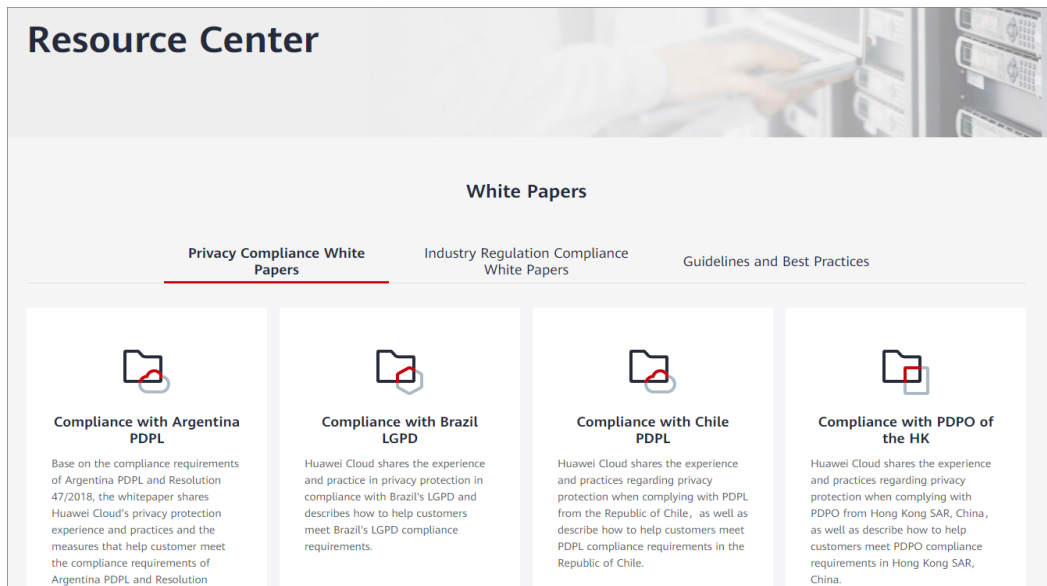 Resource Center
White Papers
Privacy Compliance White
Papers
Industry Regulation Compliance
White Papers
Guidelines and Best Practices
Compliance with Argentina
PDPL
Base on the compliance requirements
of Argentina PDPL and Resolution
47/2018, the whitepaper shares
Huawei Cloud's privacy protection
experience and practices and the
measures that help customer meet
the compliance requirements of
Argentina PDPL and Resolution
Compliance with Brazil
LGPD
Huawei Cloud shares the experience
and practice in privacy protection in
compliance with Brazil's LGPD and
describes how to help customers
meet Brazil's LGPD compliance
requirements.
Compliance with Chile
PDPL
Huawei Cloud shares the experience
and practices regarding privacy
protection when complying with PDPL
from the Republic of Chile，as well as
describe how to help customers meet
PDPL compliance requirements in the
Republic of Chile.
Compliance with PDPO of
the HK
Huawei Cloud shares the experience
and practices regarding privacy
protection when complying with
PDPO from Hong Kong SAR, China，
as well as describe how to help
customers meet PDPO compliance
requirements in Hong Kong SAR,
China.